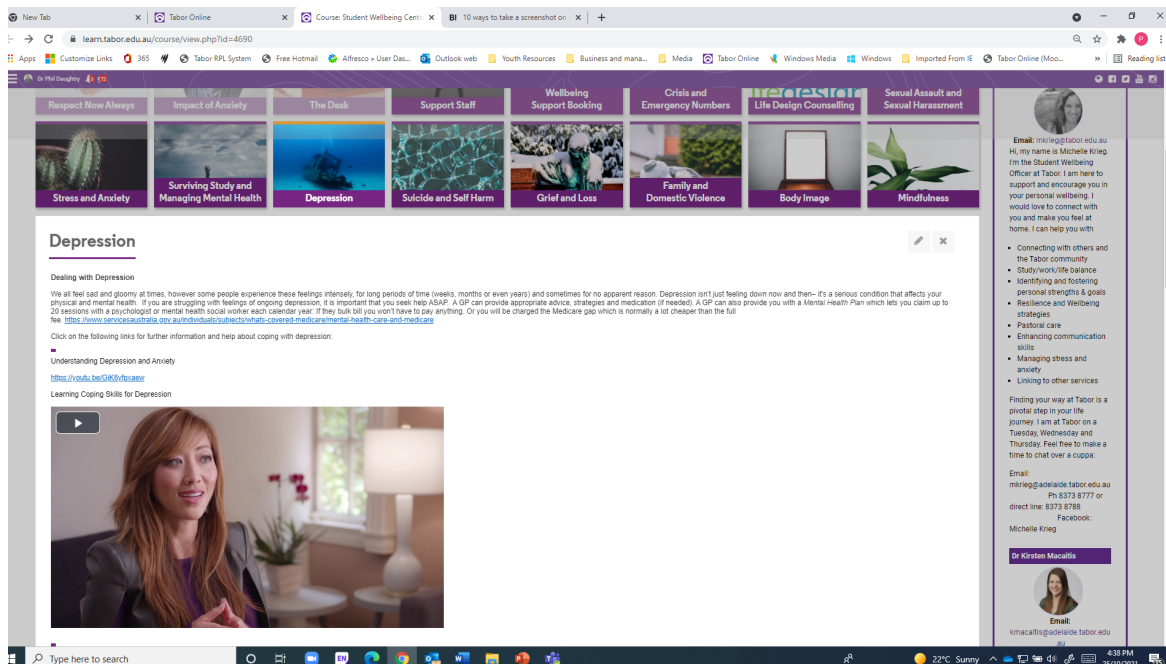 New Tab
Tabor Online
Course: Student Wellbeing Centr
BI 10 ways to take a screenshot on
learn.tabor.edu.au/course/view.php?id=4690
Apps Customize Links 365 Tabor RPL System Free Hotmail Alfresco » User Das... Outlook web Youth Resources Business and mana... Media Tabor Online Windows Media Windows Imported From IE Tabor Online (Moo... » Reading list
Dr Phil Daughtry
Respect Now Always
Impact of Anxiety
The Desk
Support Staff
Wellbeing
Support Booking
Crisis and
Emergency Numbers
Life Design Counselling
Sexual Assault and
Sexual Harassment
Stress and Anxiety
Surviving Study and
Managing Mental Health
Depression
Suicide and Self Harm
Grief and Loss
Family and
Domestic Violence
Body Image
Mindfulness
Depression
Dealing with Depression
We all feel sad and gloomy at times, however some people experience these feelings intensely, for long periods of time (weeks, months or even years) and sometimes for no apparent reason. Depression isn't just feeling down now and then– it's a serious condition that affects your
physical and mental health. If you are struggling with feelings of ongoing depression, it is important that you seek help ASAP. A GP can provide appropriate advice, strategies and medication (if needed). A GP can also provide you with a Mental Health Plan which lets you claim up to
20 sessions with a psychologist or mental health social worker each calendar year. If they bulk bill you won't have to pay anything. Or you will be charged the Medicare gap which is normally a lot cheaper than the full
fee. https://www.servicesaustralia.gov.au/individuals/subjects/whats-covered-medicare/mental-health-care-and-medicare
Click on the following links for further information and help about coping with depression:
Understanding Depression and Anxiety
https://youtu.be/GiK6yfpxaew
Learning Coping Skills for Depression
Email: mkrieg@tabor.edu.au
Hi, my name is Michelle Krieg.
I'm the Student Wellbeing
Officer at Tabor. I am here to
support and encourage you in
your personal wellbeing. I
would love to connect with
you and make you feel at
home. I can help you with
Connecting with others and
the Tabor community
Study/work/life balance
Identifying and fostering
personal strengths & goals
Resilience and Wellbeing
strategies
Pastoral care
Enhancing communication
skills
Managing stress and
anxiety
Linking to other services
Finding your way at Tabor is a
pivotal step in your life
journey. I am at Tabor on a
Tuesday, Wednesday and
Thursday. Feel free to make a
time to chat over a cuppa:
Email:
mkrieg@adelaide.tabor.edu.au
Ph 8373 8777 or
direct line: 8373 8788
Facebook:
Michelle Krieg
Dr Kirsten Macaitis
Email:
kmacaitis@adelaide.tabor.edu
au
Type here to search
EN
22°C Sunny
4:38 PM
25/10/2021